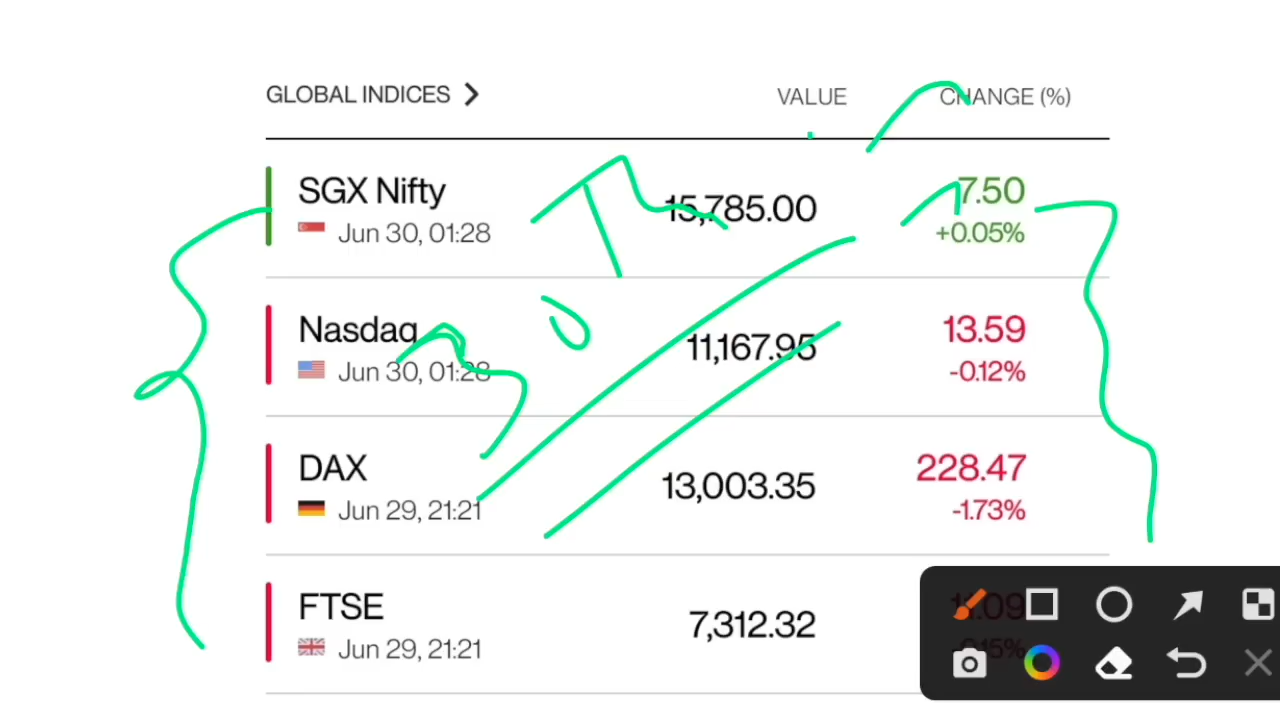 GLOBAL INDICES VALUE CHANGE (%)
SGX Nifty 15,785.00 7.50
Jun 30, 01:28 +0.05%
Nasdaq 11,167.95 13.59
Jun 30, 01:28 -0.12%
DAX 13,003.35 228.47
Jun 29, 21:21 -1.73%
FTSE 7,312.32
Jun 29, 21:21